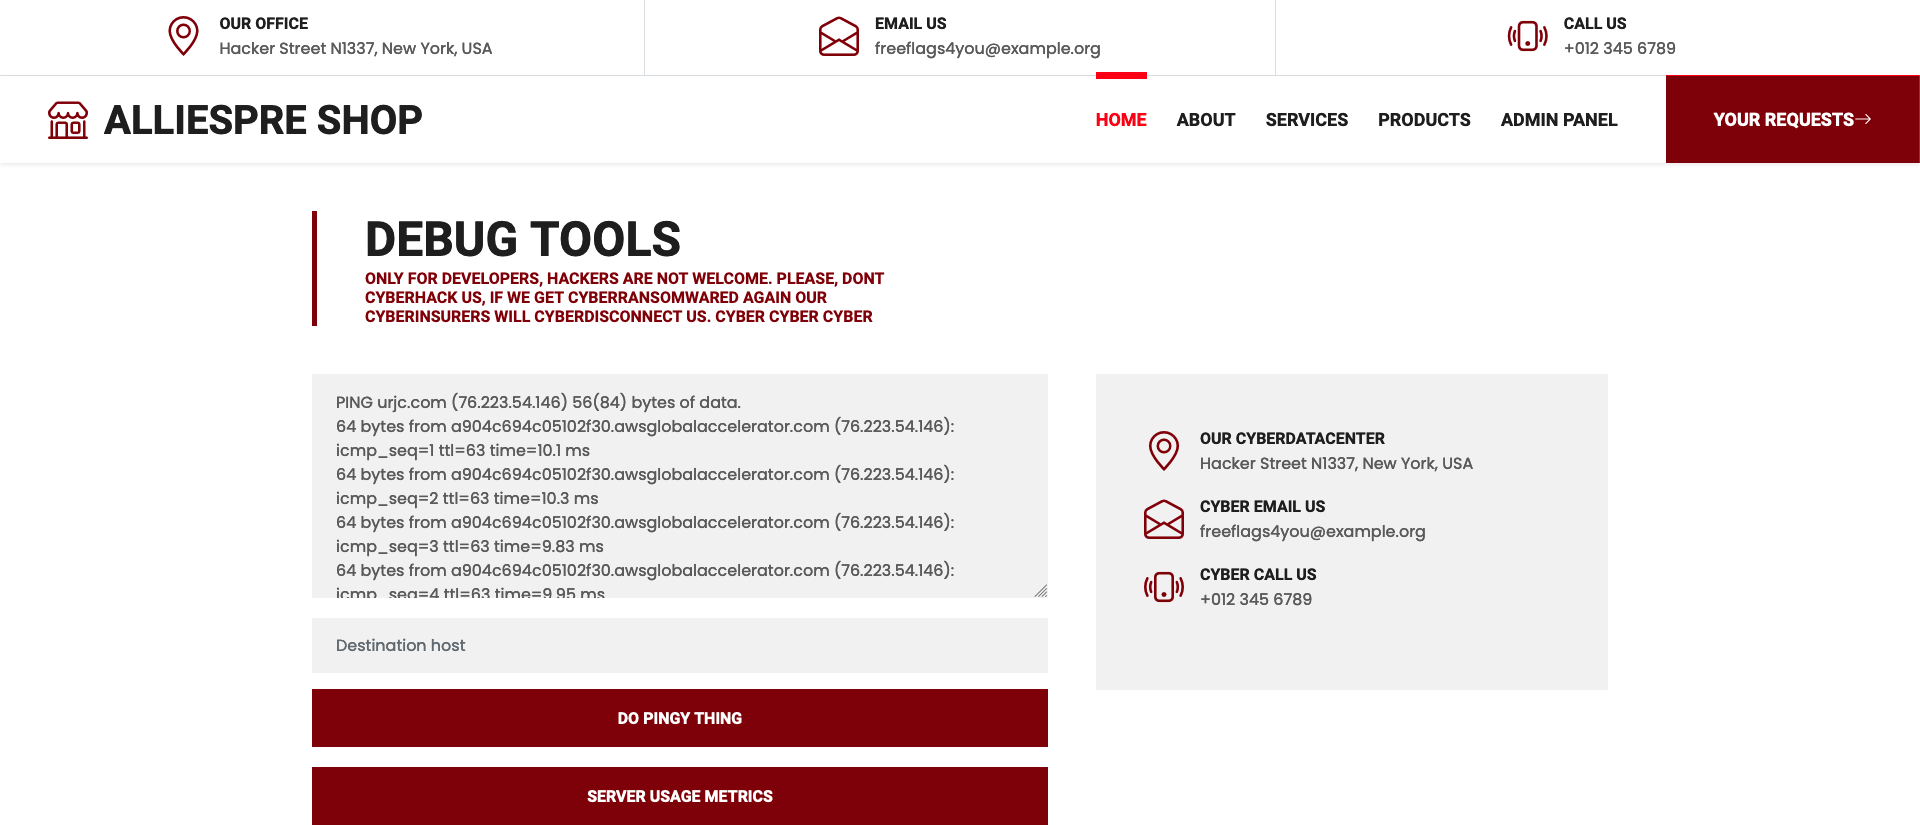 OUR OFFICE
Hacker Street N1337, New York, USA
EMAIL US
freeflags4you@example.org
CALL US
+012 345 6789
ALLIESPRE SHOP
HOME
ABOUT
SERVICES
PRODUCTS
ADMIN PANEL
YOUR REQUESTS→
DEBUG TOOLS
ONLY FOR DEVELOPERS, HACKERS ARE NOT WELCOME. PLEASE, DONT
CYBERHACK US, IF WE GET CYBERRANSOMWARED AGAIN OUR
CYBERINSURERS WILL CYBERDISCONNECT US. CYBER CYBER CYBER
PING urjc.com (76.223.54.146) 56(84) bytes of data.
64 bytes from a904c694c05102f30.awsglobalaccelerator.com (76.223.54.146):
icmp_seq=1 ttl=63 time=10.1 ms
64 bytes from a904c694c05102f30.awsglobalaccelerator.com (76.223.54.146):
icmp_seq=2 ttl=63 time=10.3 ms
64 bytes from a904c694c05102f30.awsglobalaccelerator.com (76.223.54.146):
icmp_seq=3 ttl=63 time=9.83 ms
64 bytes from a904c694c05102f30.awsglobalaccelerator.com (76.223.54.146):
icmp_seq=4 ttl=63 time=9.95 ms
Destination host
DO PINGY THING
SERVER USAGE METRICS
OUR CYBERDATACENTER
Hacker Street N1337, New York, USA
CYBER EMAIL US
freeflags4you@example.org
CYBER CALL US
+012 345 6789